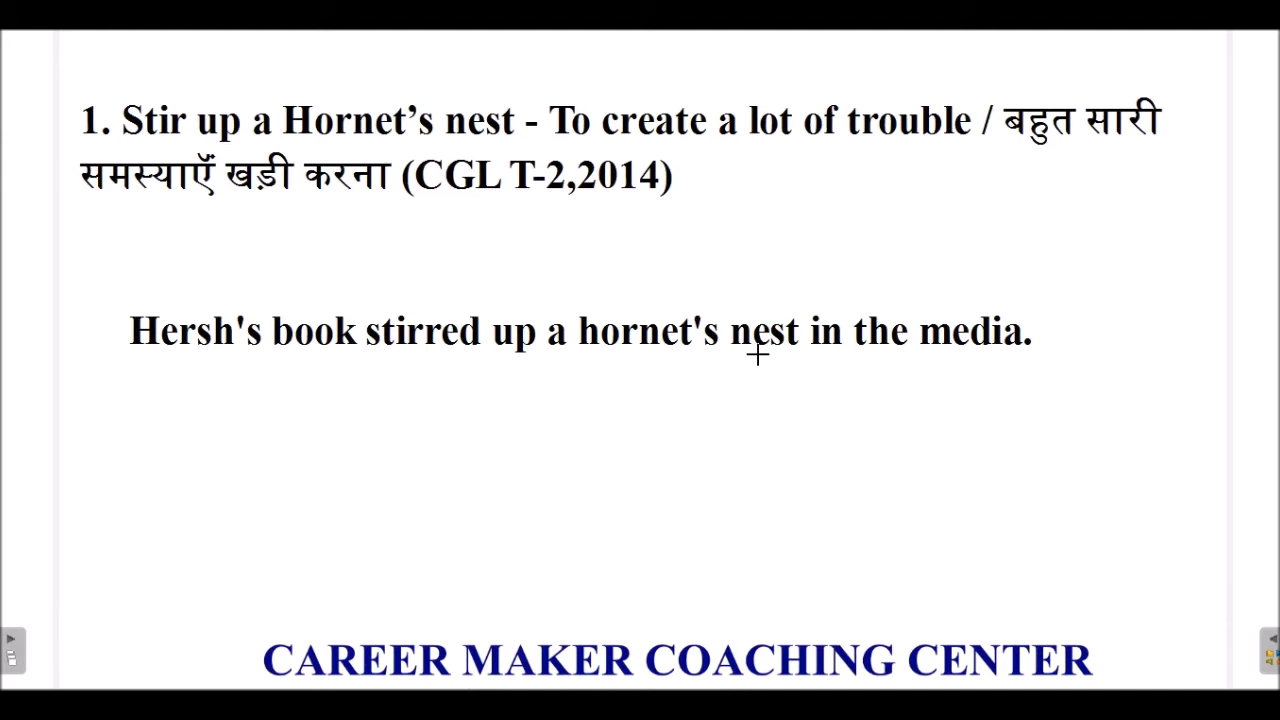 1. Stir up a Hornet’s nest - To create a lot of trouble / बहुत सारी
समस्याएॅं खड़ी करना (CGL T-2,2014)
Hersh's book stirred up a hornet's nest in the media.
CAREER MAKER COACHING CENTER